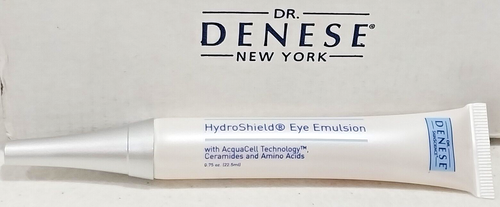 DR.
DENESE®
NEW YORK
HydroShield® Eye Emulsion
with AcquaCell Technology™,
Ceramides and Amino Acids
0.75 oz. (22.5ml)
DR.
DENESE